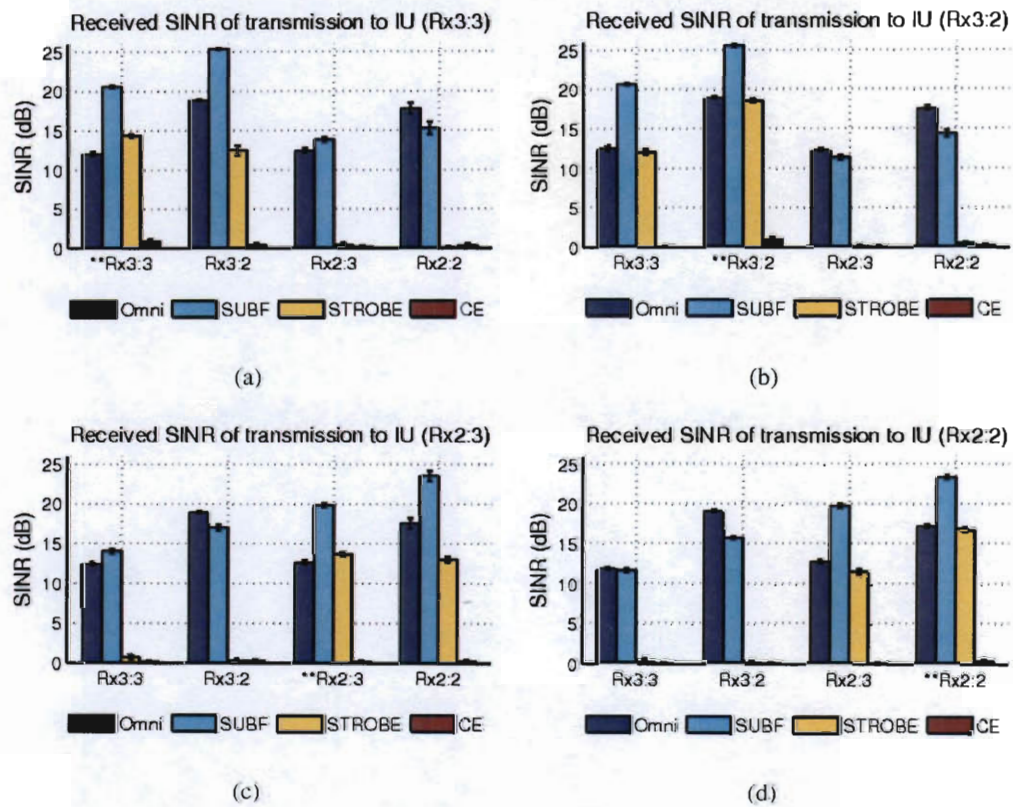 Received SINR of transmission to IU (Rx3:3)
SINR (dB)
25
20
15
10
5
0
**Rx3:3 Rx3:2 Rx2:3 Rx2:2
Omni SUBF STROBE CE
(a)
Received SINR of transmission to IU (Rx3:2)
SINR (dB)
25
20
15
10
5
0
Rx3:3 **Rx3:2 Rx2:3 Rx2:2
Omni SUBF STROBE CE
(b)
Received SINR of transmission to IU (Rx2:3)
SINR (dB)
25
20
15
10
5
0
Rx3:3 Rx3:2 **Rx2:3 Rx2:2
Omni SUBF STROBE CE
(c)
Received SINR of transmission to IU (Rx2:2)
SINR (dB)
25
20
15
10
5
0
Rx3:3 Rx3:2 Rx2:3 **Rx2:2
Omni SUBF STROBE CE
(d)